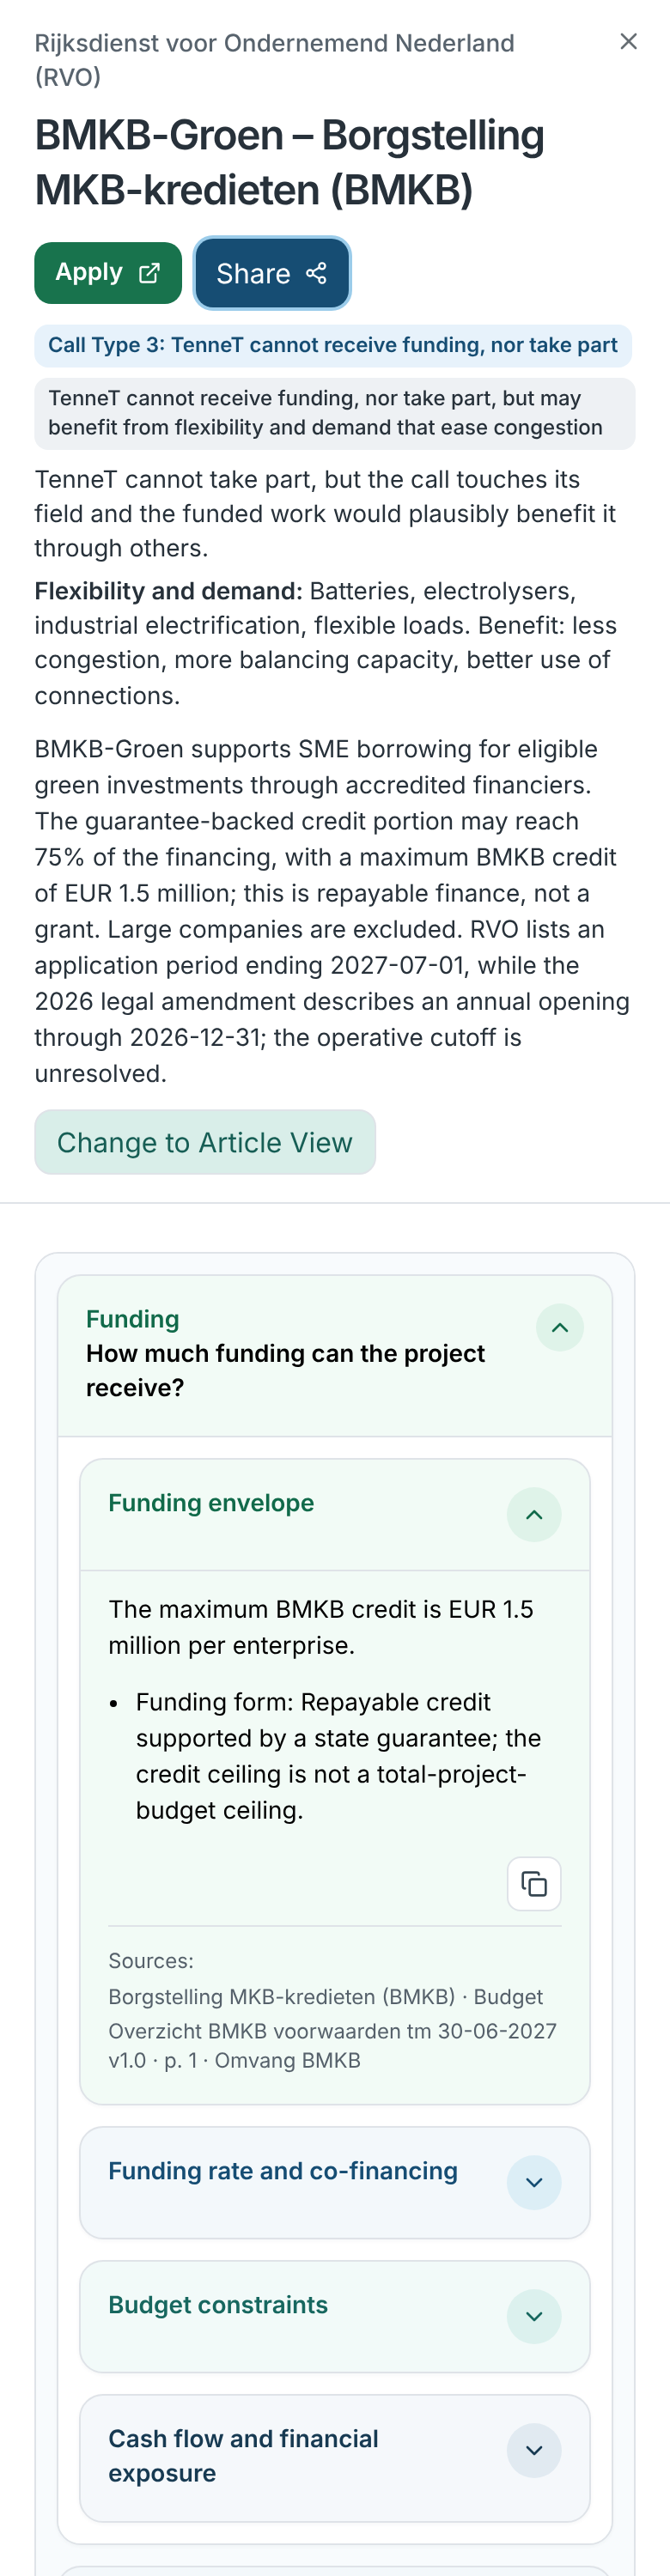 Rijksdienst voor Ondernemend Nederland
(RVO)
BMKB-Groen – Borgstelling
MKB-kredieten (BMKB)
Apply
Share
Call Type 3: TenneT cannot receive funding, nor take part
TenneT cannot receive funding, nor take part, but may
benefit from flexibility and demand that ease congestion
TenneT cannot take part, but the call touches its
field and the funded work would plausibly benefit it
through others.
Flexibility and demand: Batteries, electrolysers,
industrial electrification, flexible loads. Benefit: less
congestion, more balancing capacity, better use of
connections.
BMKB-Groen supports SME borrowing for eligible
green investments through accredited financiers.
The guarantee-backed credit portion may reach
75% of the financing, with a maximum BMKB credit
of EUR 1.5 million; this is repayable finance, not a
grant. Large companies are excluded. RVO lists an
application period ending 2027-07-01, while the
2026 legal amendment describes an annual opening
through 2026-12-31; the operative cutoff is
unresolved.
Change to Article View
Funding
How much funding can the project
receive?
Funding envelope
The maximum BMKB credit is EUR 1.5
million per enterprise.
• Funding form: Repayable credit
supported by a state guarantee; the
credit ceiling is not a total-project-
budget ceiling.
Sources:
Borgstelling MKB-kredieten (BMKB) · Budget
Overzicht BMKB voorwaarden tm 30-06-2027
v1.0 · p. 1 · Omvang BMKB
Funding rate and co-financing
Budget constraints
Cash flow and financial
exposure